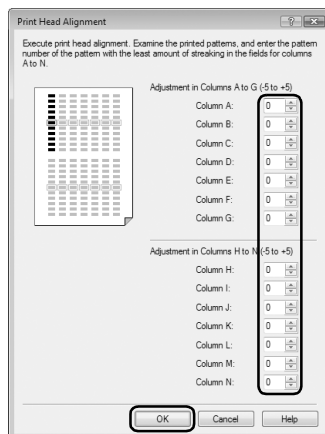 Print Head Alignment
Execute print head alignment. Examine the printed patterns, and enter the pattern
number of the pattern with the least amount of streaking in the fields for columns
A to N.
Adjustment in Columns A to G (-5 to +5)
Column A: 0
Column B: 0
Column C: 0
Column D: 0
Column E: 0
Column F: 0
Column G: 0
Adjustment in Columns H to N (-5 to +5)
Column H: 0
Column I: 0
Column J: 0
Column K: 0
Column L: 0
Column M: 0
Column N: 0
OK Cancel Help